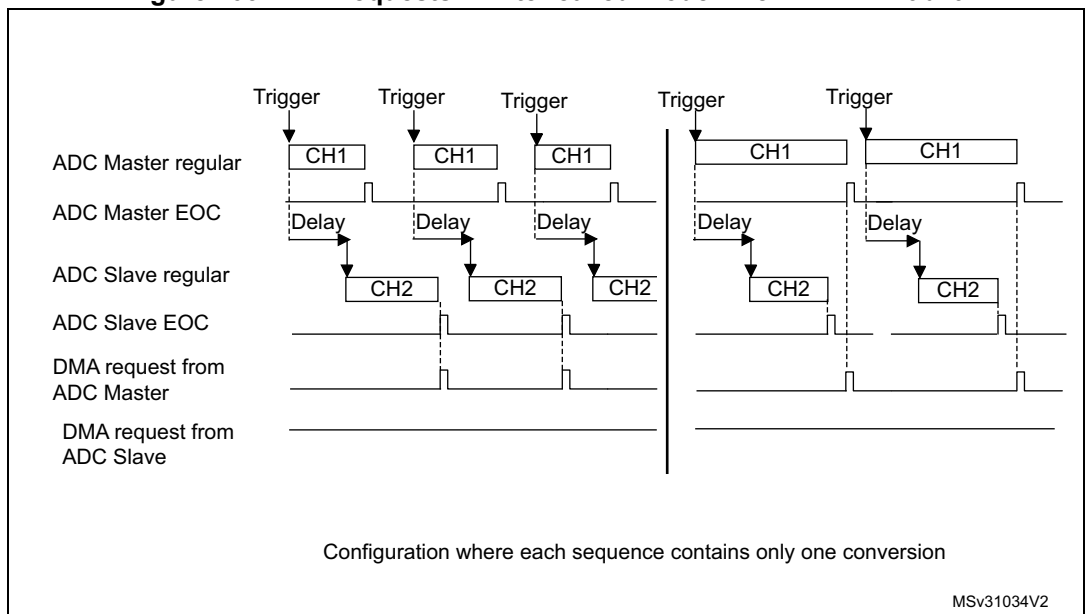 Trigger Trigger Trigger Trigger Trigger
ADC Master regular CH1 CH1 CH1 CH1 CH1
ADC Master EOC
Delay Delay Delay Delay Delay
ADC Slave regular CH2 CH2 CH2 CH2 CH2
ADC Slave EOC
DMA request from
ADC Master
DMA request from
ADC Slave
Configuration where each sequence contains only one conversion
MSv31034V2